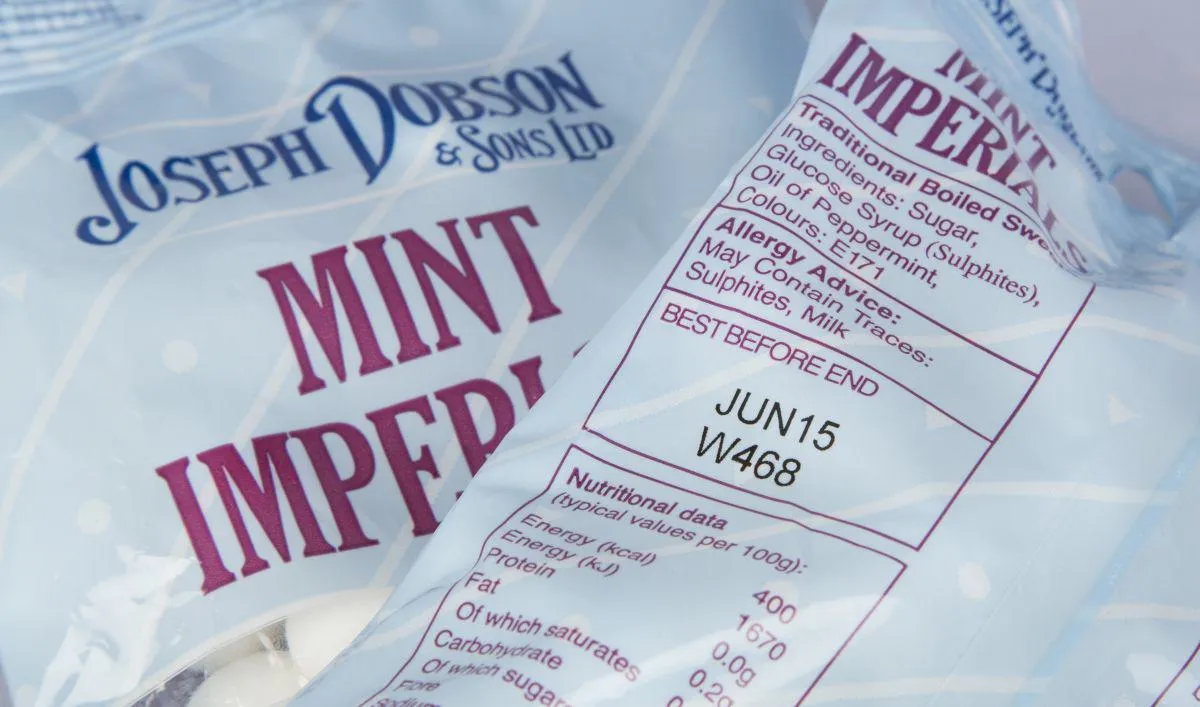 JOSEPH DOBSON
& SONS LTD
MINT
MINT
IMPERIALS
Traditional Boiled
Ingredients: Sugar,
Glucose Syrup (Sulphites),
Oil of Peppermint,
Colours: E171
Allergy Advice:
May Contain Traces:
Sulphites, Milk
BEST BEFORE END
JUN15
W468
Nutritional data
(typical values per 100g):
Energy (kcal) 400
Energy (kJ) 1670
Protein 0.0g
Fat 0.2g
Of which saturates
Carbohydrate
Of which sugar
Fibre